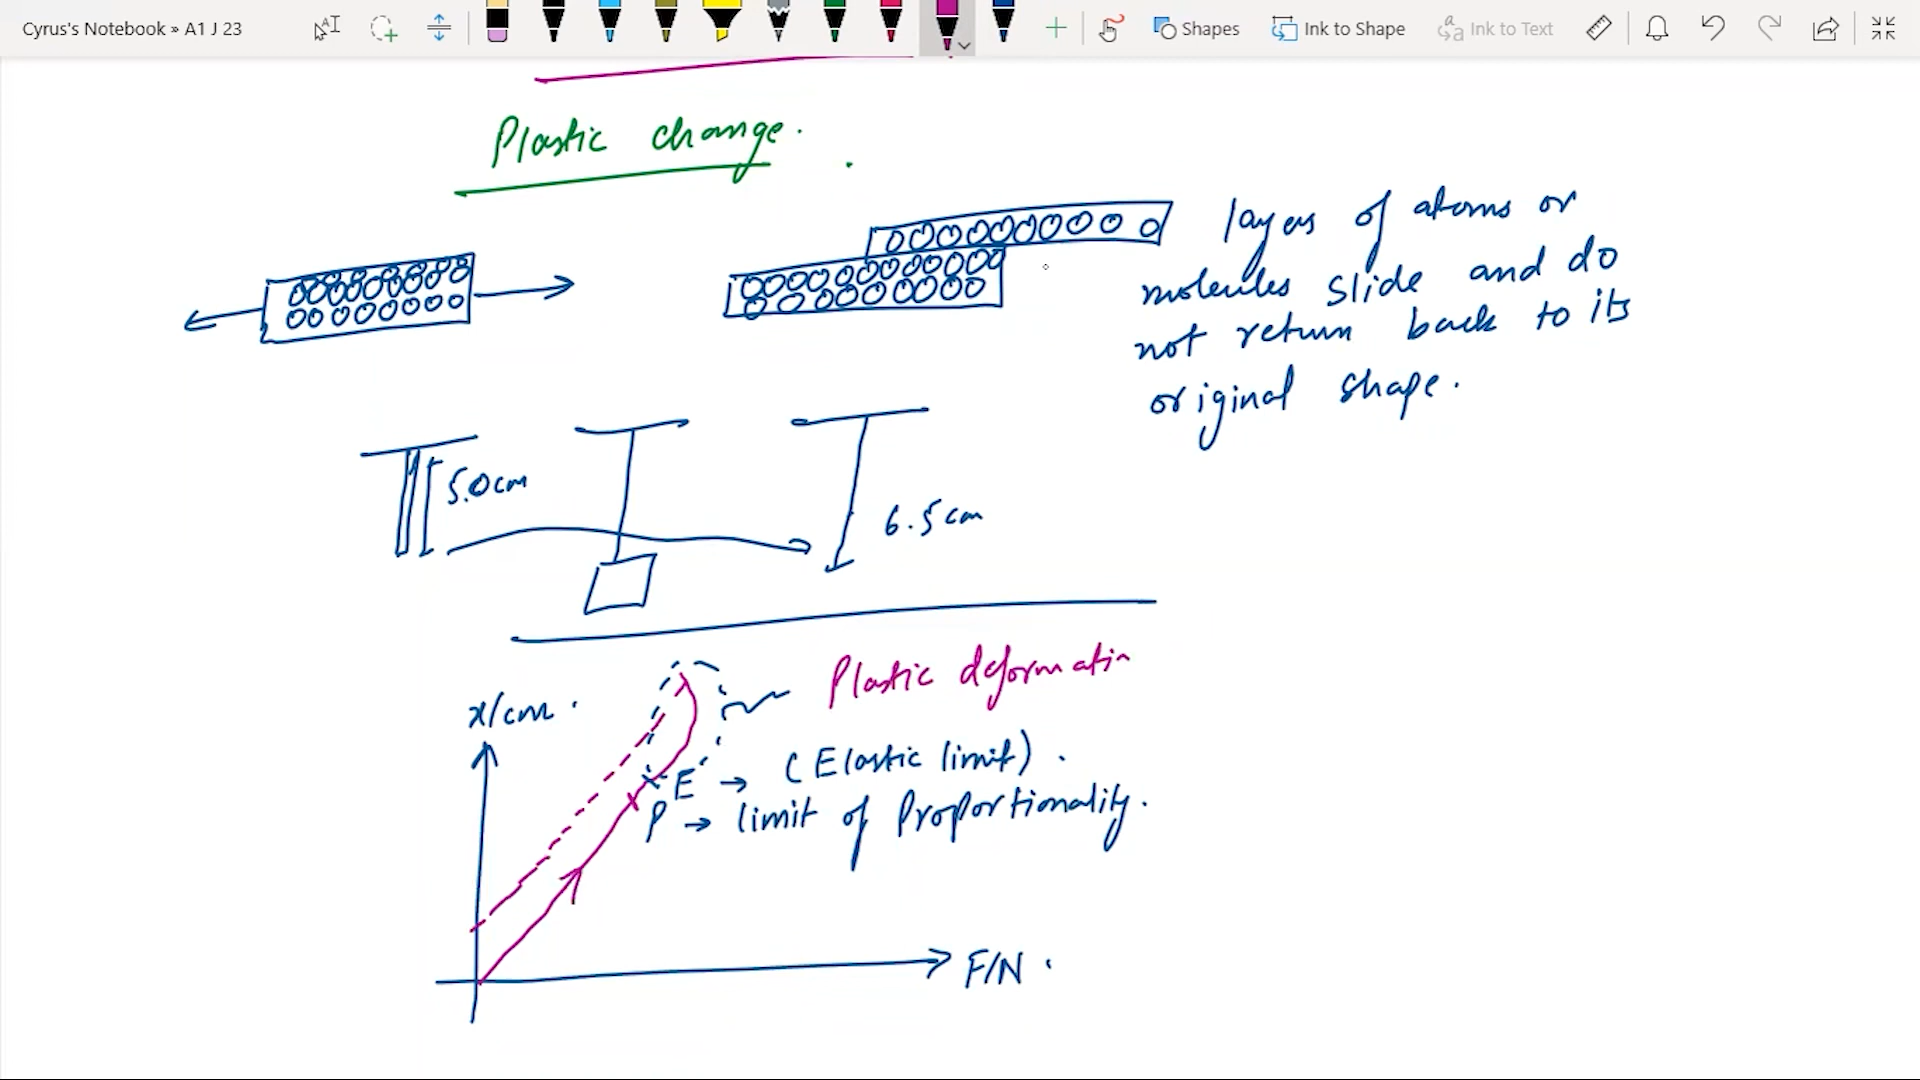 Cyrus's Notebook » A1 J 23
Shapes
Ink to Shape
Ink to Text
Plastic change.
layers of atoms or
molecules slide and do
not return back to its
original shape.
5.0cm
6.5cm
Plastic deformatin
x/cm.
E → (Elastic limit).
P → limit of Proportionality.
F/N.